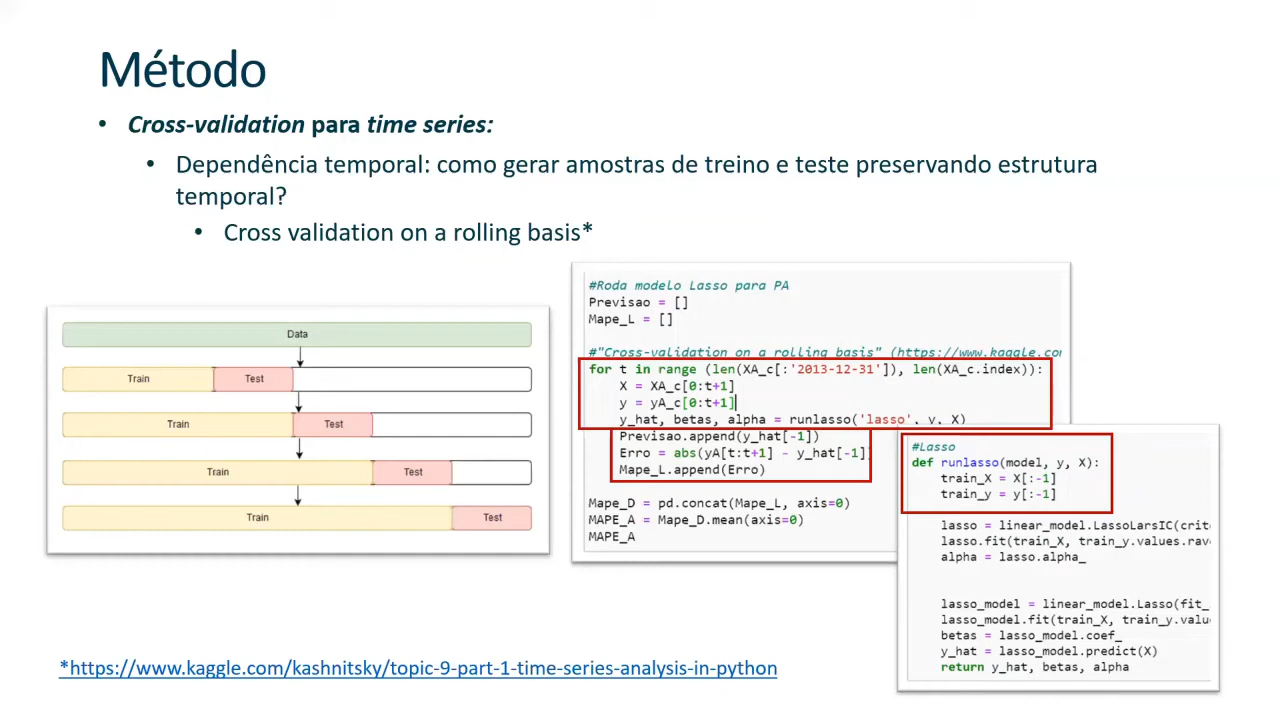 Método
• Cross-validation para time series:
• Dependência temporal: como gerar amostras de treino e teste preservando estrutura
temporal?
• Cross validation on a rolling basis*
Data
Train Test
Train Test
Train Test
Train Test
#Roda modelo Lasso para PA
Previsao = []
Mape_L = []
#"Cross-validation on a rolling basis" (https://www.kaggle.co
for t in range (len(XA_c[:'2013-12-31']), len(XA_c.index)):
X = XA_c[0:t+1]
y = yA_c[0:t+1]
y_hat, betas, alpha = runlasso('lasso', y, X)
Previsao.append(y_hat[-1])
Erro = abs(yA[t:t+1] - y_hat[-1]
Mape_L.append(Erro)
Mape_D = pd.concat(Mape_L, axis=0)
MAPE_A = Mape_D.mean(axis=0)
MAPE_A
#Lasso
def runlasso(model, y, X):
train_X = X[:-1]
train_y = y[:-1]
lasso = linear_model.LassoLarsIC(crit
lasso.fit(train_X, train_y.values.rav
alpha = lasso.alpha_
lasso_model = linear_model.Lasso(fit_
lasso_model.fit(train_X, train_y.valu
betas = lasso_model.coef_
y_hat = lasso_model.predict(X)
return y_hat, betas, alpha
*https://www.kaggle.com/kashnitsky/topic-9-part-1-time-series-analysis-in-python